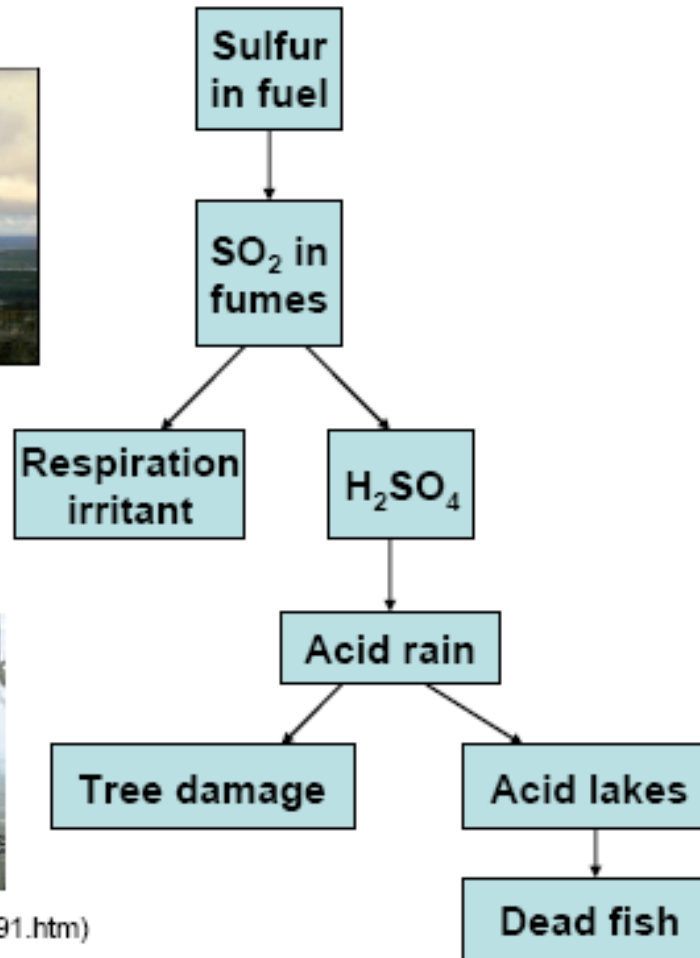 Sulfur
in fuel
SO₂ in
fumes
Respiration
irritant
H₂SO₄
Acid rain
Tree damage
Acid lakes
Dead fish
91.htm)